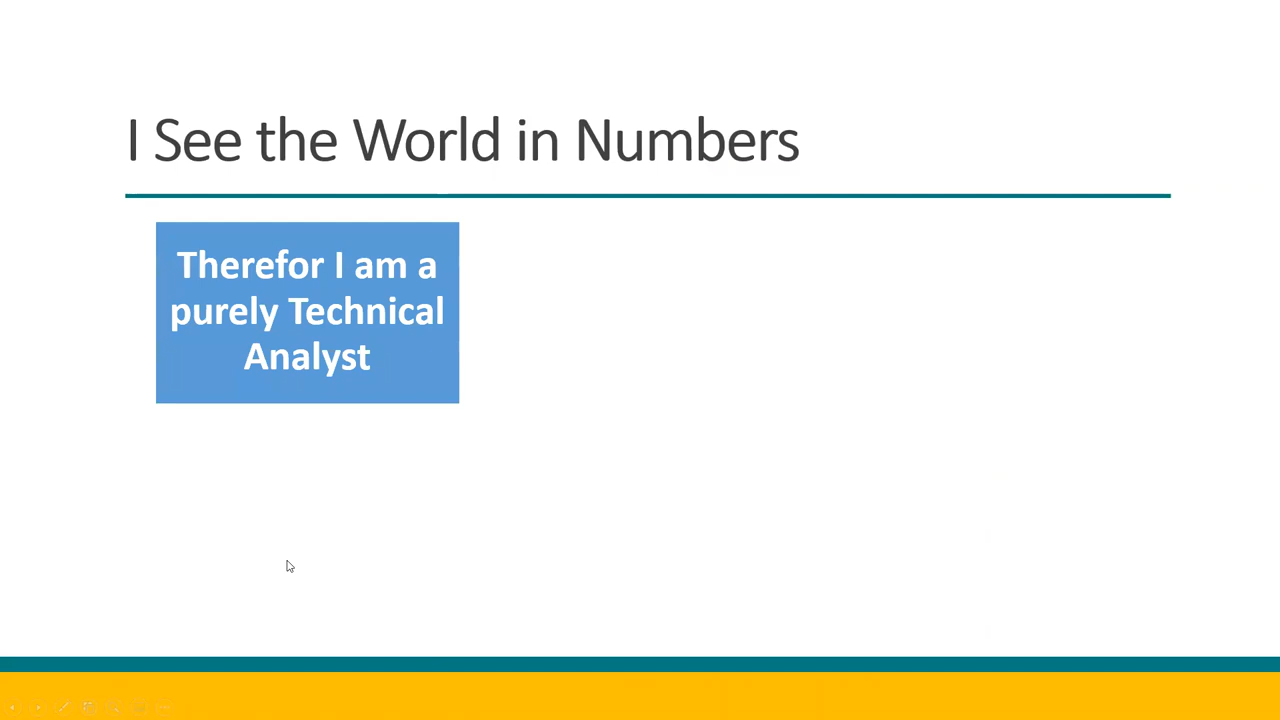 I See the World in Numbers
Therefor I am a
purely Technical
Analyst